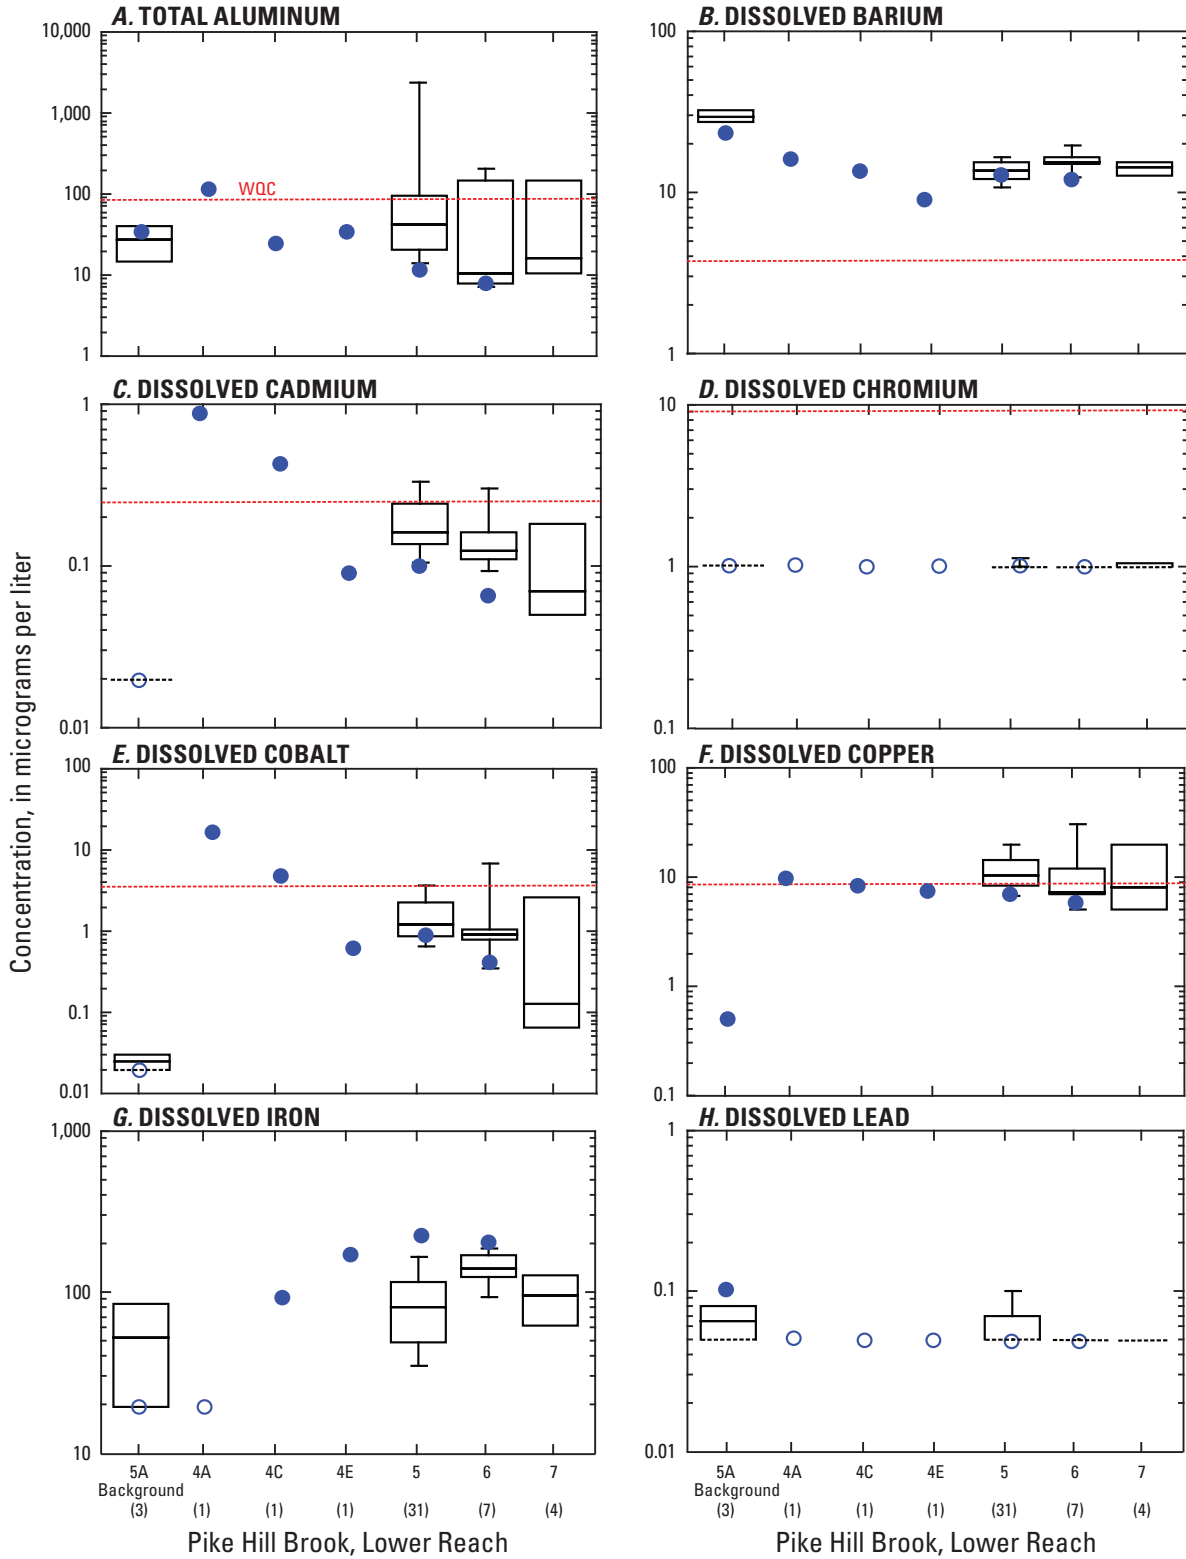 A. TOTAL ALUMINUM
10,000
1,000
100
10
1
WQC
B. DISSOLVED BARIUM
100
10
1
C. DISSOLVED CADMIUM
1
0.1
0.01
D. DISSOLVED CHROMIUM
10
1
0.1
Concentration, in micrograms per liter
E. DISSOLVED COBALT
100
10
1
0.1
0.01
F. DISSOLVED COPPER
100
10
1
0.1
G. DISSOLVED IRON
1,000
100
10
H. DISSOLVED LEAD
1
0.1
0.01
5A 4A 4C 4E 5 6 7
Background
(3) (1) (1) (1) (31) (7) (4)
Pike Hill Brook, Lower Reach
5A 4A 4C 4E 5 6 7
Background
(3) (1) (1) (1) (31) (7) (4)
Pike Hill Brook, Lower Reach